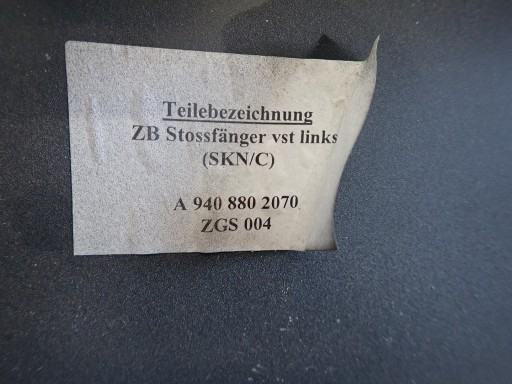 Teilebezeichnung
ZB Stossfänger vst links
(SKN/C)
A 940 880 2070
ZGS 004